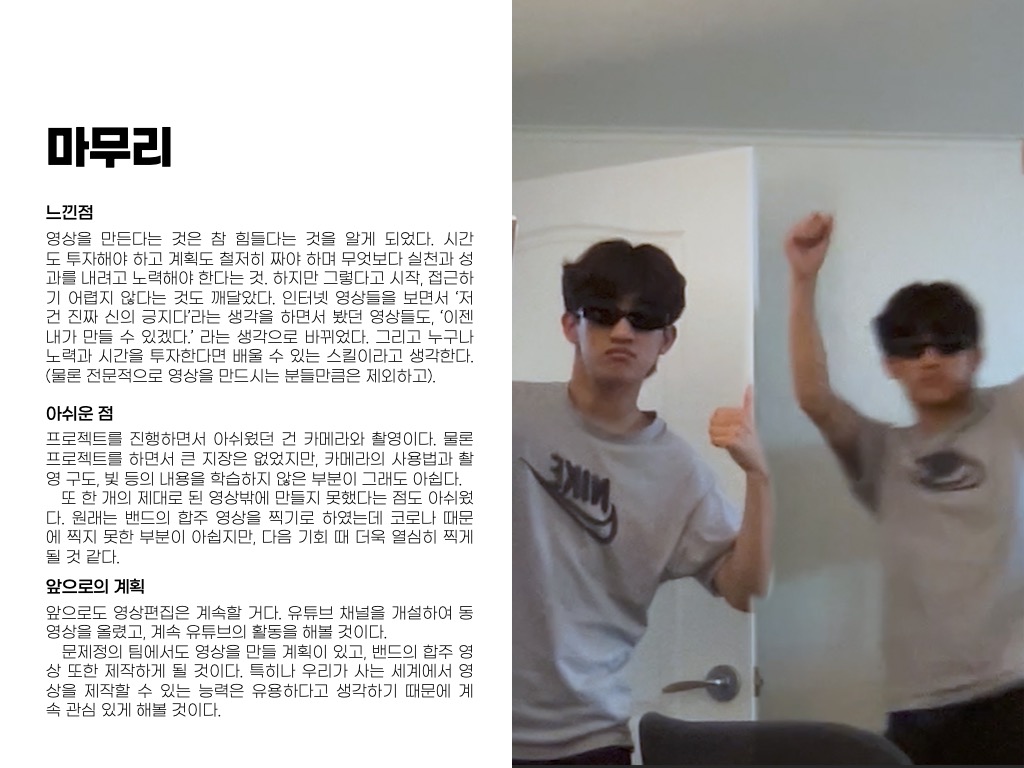 마무리
느낀점
영상을 만든다는 것은 참 힘들다는 것을 알게 되었다. 시간
도 투자해야 하고 계획도 철저히 짜야 하며 무엇보다 실천과 성
과를 내려고 노력해야 한다는 것. 하지만 그렇다고 시작, 접근하
기 어렵지 않다는 것도 깨달았다. 인터넷 영상들을 보면서 ‘저
건 진짜 신의 긍지다’라는 생각을 하면서 봤던 영상들도, ‘이젠
내가 만들 수 있겠다.’ 라는 생각으로 바뀌었다. 그리고 누구나
노력과 시간을 투자한다면 배울 수 있는 스킬이라고 생각한다.
(물론 전문적으로 영상을 만드시는 분들만큼은 제외하고).
아쉬운 점
프로젝트를 진행하면서 아쉬웠던 건 카메라와 촬영이다. 물론
프로젝트를 하면서 큰 지장은 없었지만, 카메라의 사용법과 촬
영 구도, 빛 등의 내용을 학습하지 않은 부분이 그래도 아쉽다.
또 한 개의 제대로 된 영상밖에 만들지 못했다는 점도 아쉬웠
다. 원래는 밴드의 합주 영상을 찍기로 하였는데 코로나 때문
에 찍지 못한 부분이 아쉽지만, 다음 기회 때 더욱 열심히 찍게
될 것 같다.
앞으로의 계획
앞으로도 영상편집은 계속할 거다. 유튜브 채널을 개설하여 동
영상을 올렸고, 계속 유튜브의 활동을 해볼 것이다.
문제정의 팀에서도 영상을 만들 계획이 있고, 밴드의 합주 영
상 또한 제작하게 될 것이다. 특히나 우리가 사는 세계에서 영
상을 제작할 수 있는 능력은 유용하다고 생각하기 때문에 계
속 관심 있게 해볼 것이다.
NIKE